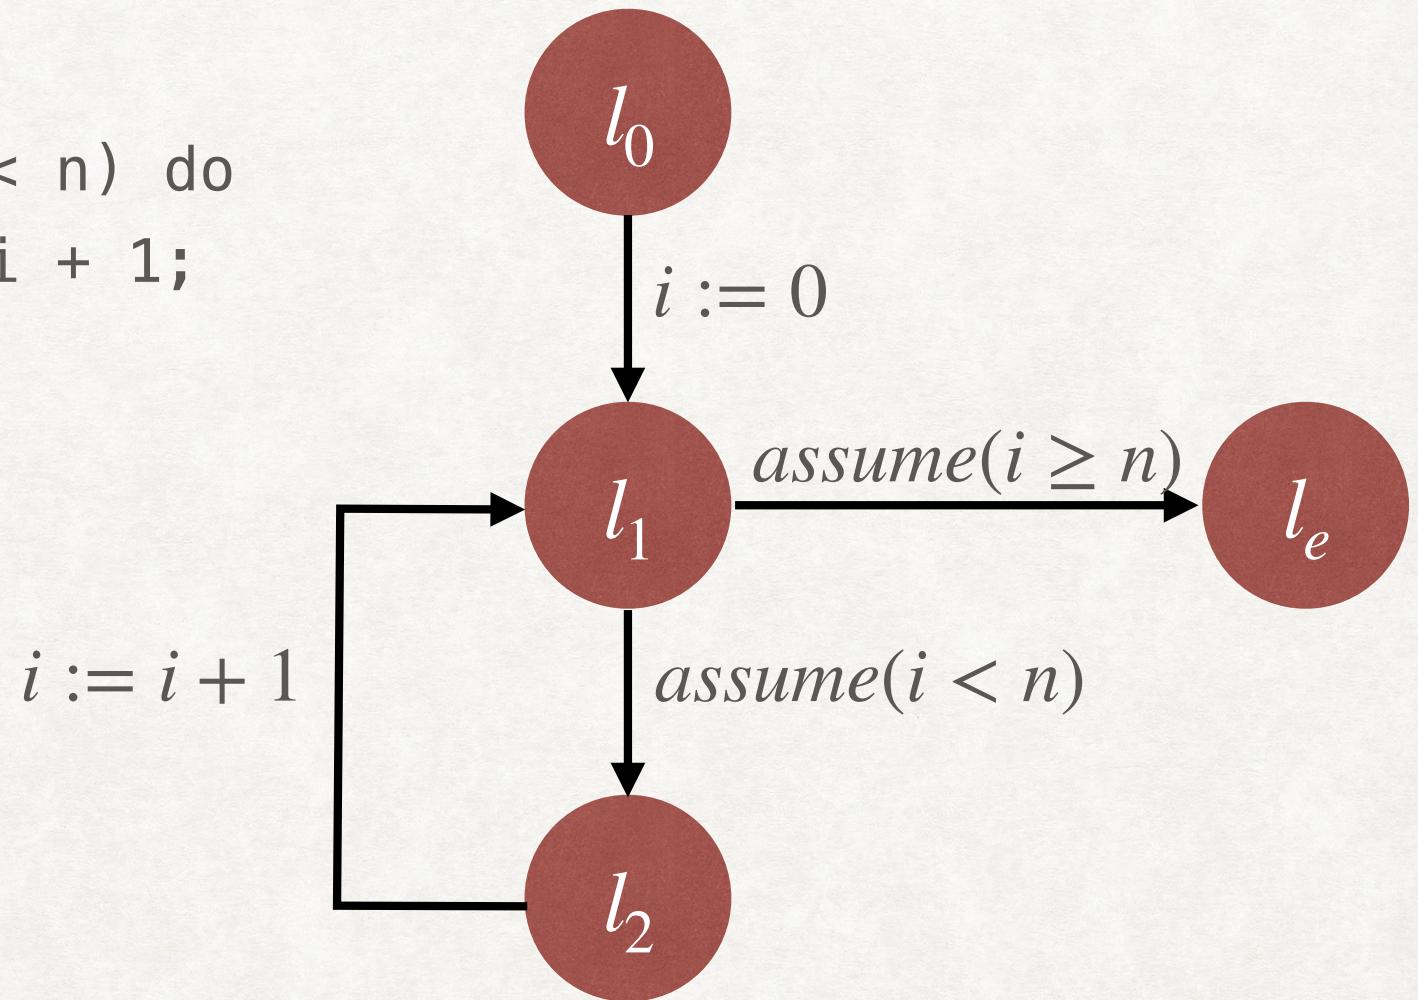 l₀
< n) do
i + 1;
i := 0
assume(i ≥ n)
l₁
lₑ
i := i + 1
assume(i < n)
l₂